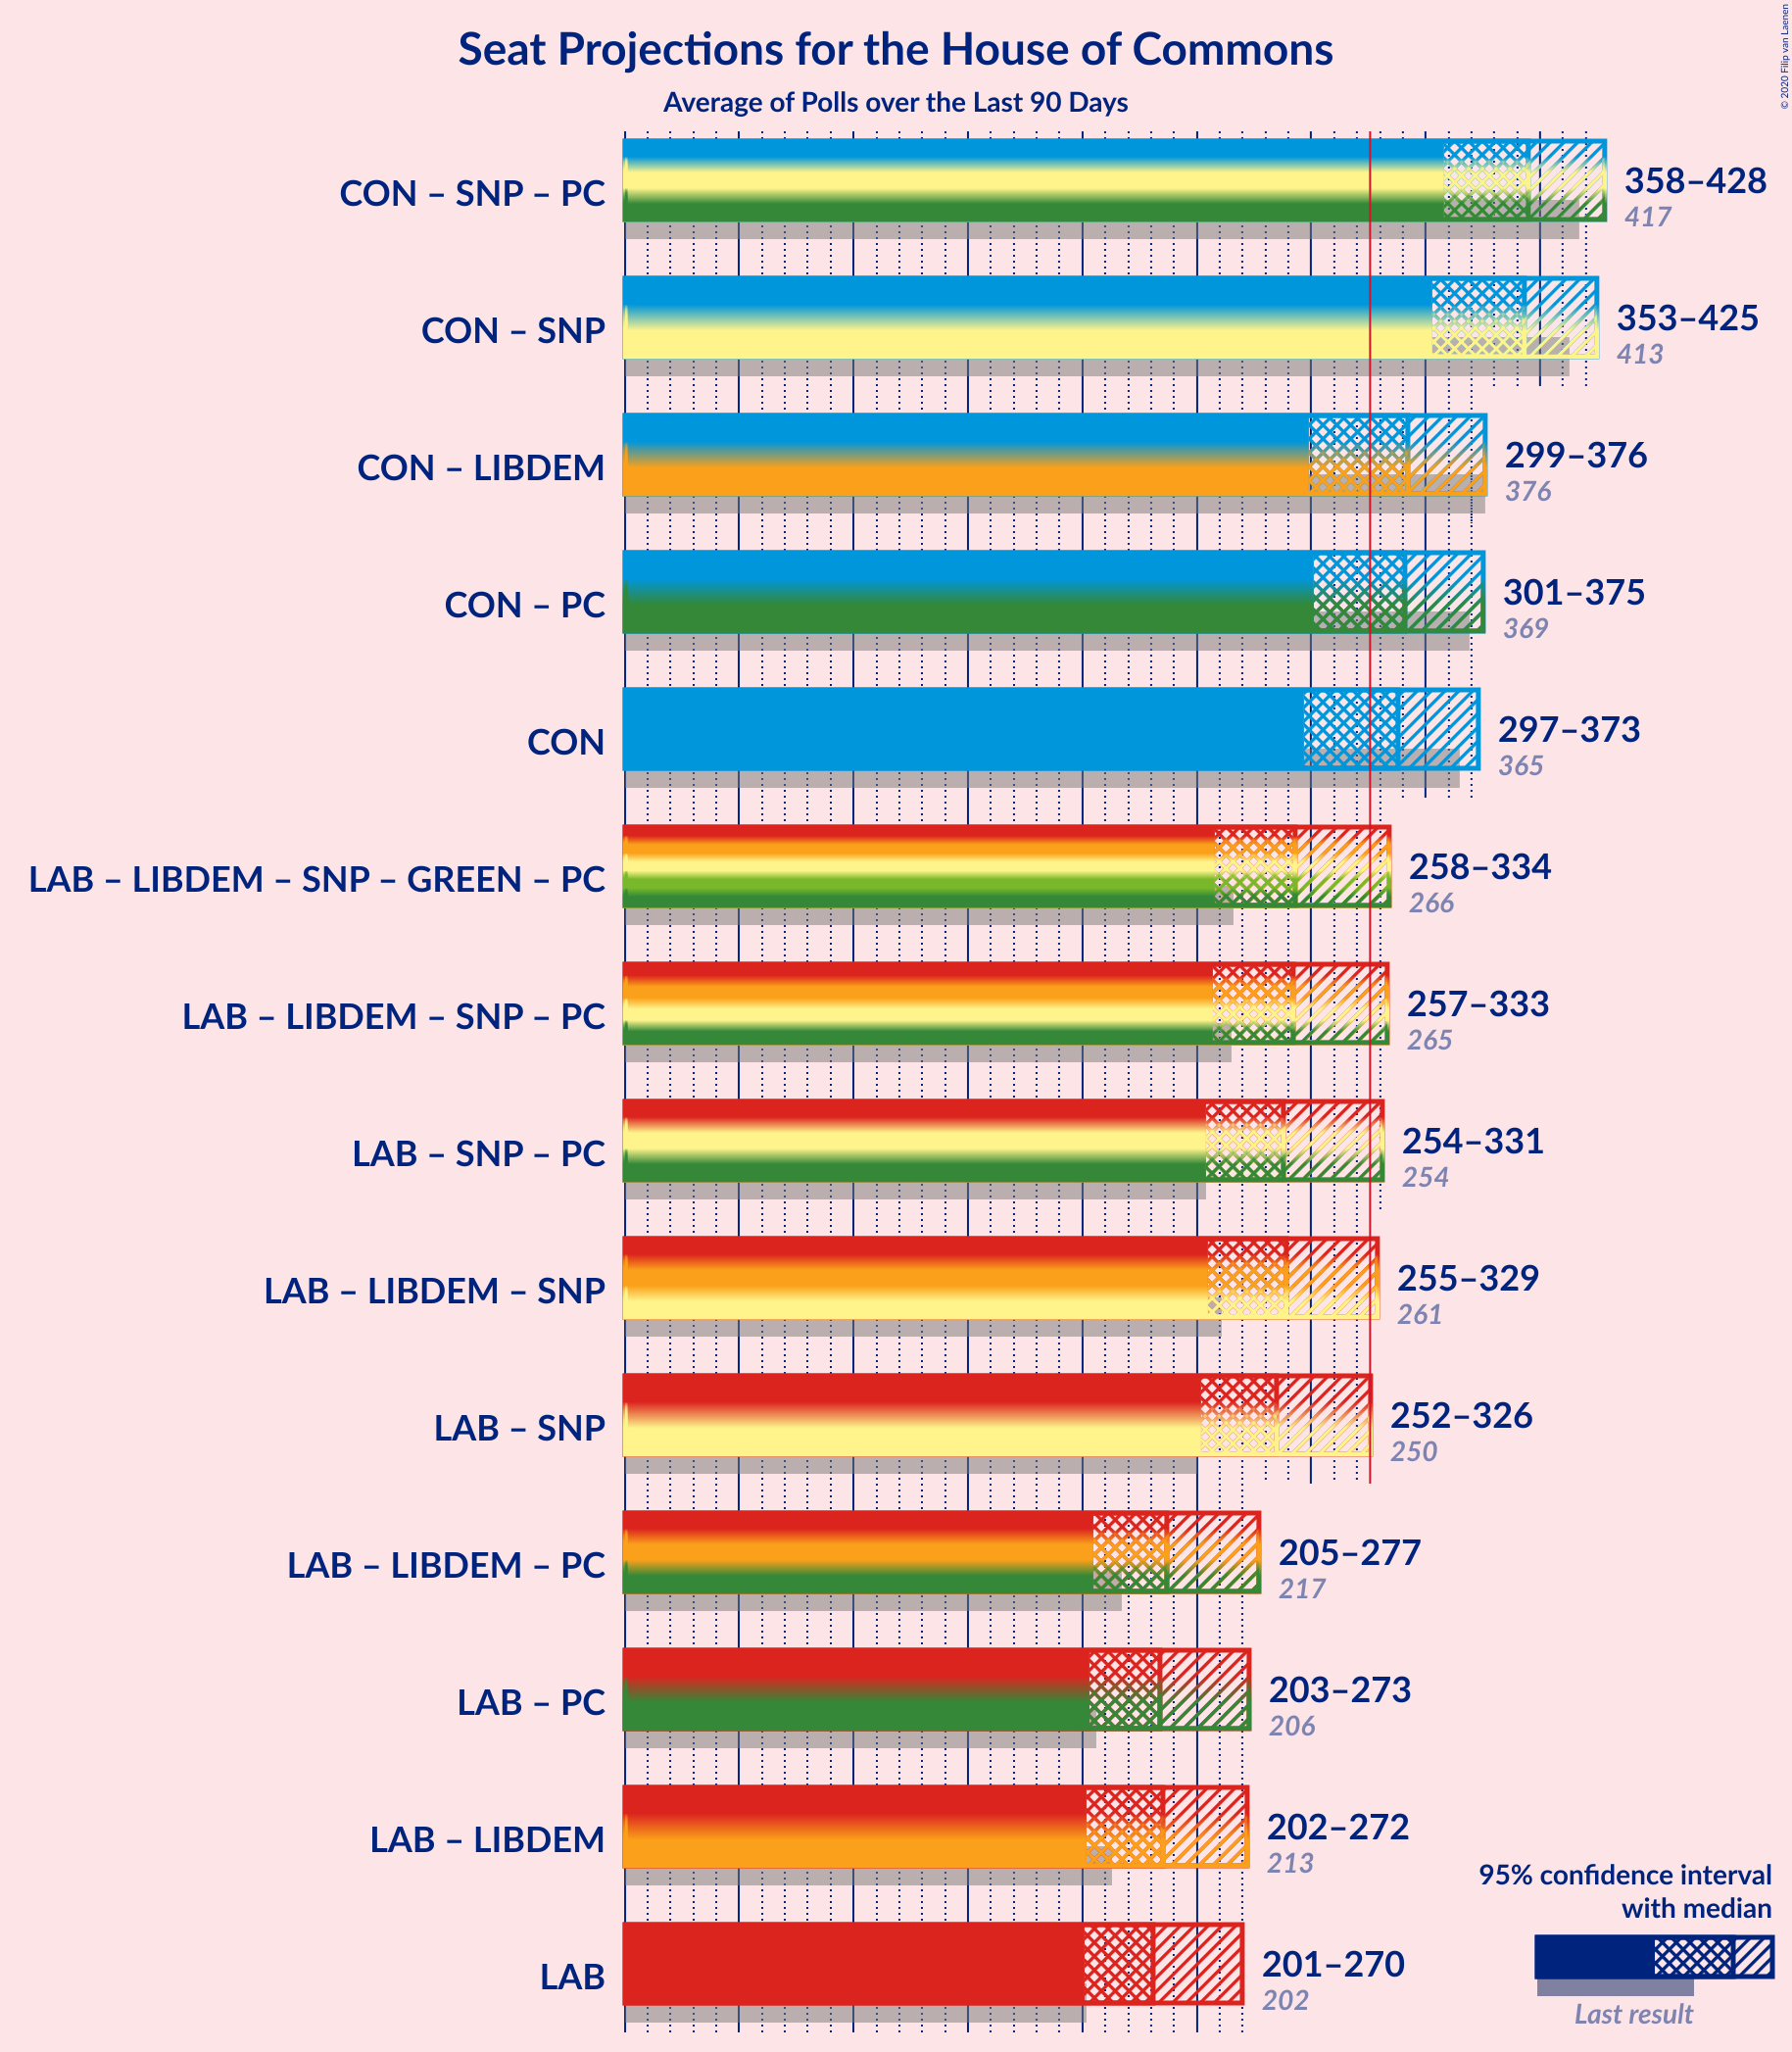 Seat Projections for the House of Commons
Average of Polls over the Last 90 Days
© 2020 Filip van Laenen
CON – SNP – PC
358–428
417
CON – SNP
353–425
413
CON – LIBDEM
299–376
376
CON – PC
301–375
369
CON
297–373
365
LAB – LIBDEM – SNP – GREEN – PC
258–334
266
LAB – LIBDEM – SNP – PC
257–333
265
LAB – SNP – PC
254–331
254
LAB – LIBDEM – SNP
255–329
261
LAB – SNP
252–326
250
LAB – LIBDEM – PC
205–277
217
LAB – PC
203–273
206
LAB – LIBDEM
202–272
213
LAB
201–270
202
95% confidence interval
with median
Last result